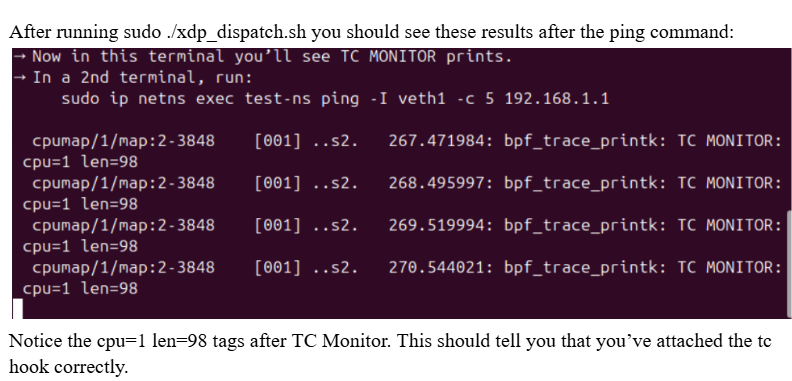 After running sudo ./xdp_dispatch.sh you should see these results after the ping command:
→ Now in this terminal you’ll see TC MONITOR prints.
→ In a 2nd terminal, run:
sudo ip netns exec test-ns ping -I veth1 -c 5 192.168.1.1
cpumap/1/map:2-3848 [001] ..s2. 267.471984: bpf_trace_printk: TC MONITOR:
cpu=1 len=98
cpumap/1/map:2-3848 [001] ..s2. 268.495997: bpf_trace_printk: TC MONITOR:
cpu=1 len=98
cpumap/1/map:2-3848 [001] ..s2. 269.519994: bpf_trace_printk: TC MONITOR:
cpu=1 len=98
cpumap/1/map:2-3848 [001] ..s2. 270.544021: bpf_trace_printk: TC MONITOR:
cpu=1 len=98
Notice the cpu=1 len=98 tags after TC Monitor. This should tell you that you’ve attached the tc
hook correctly.